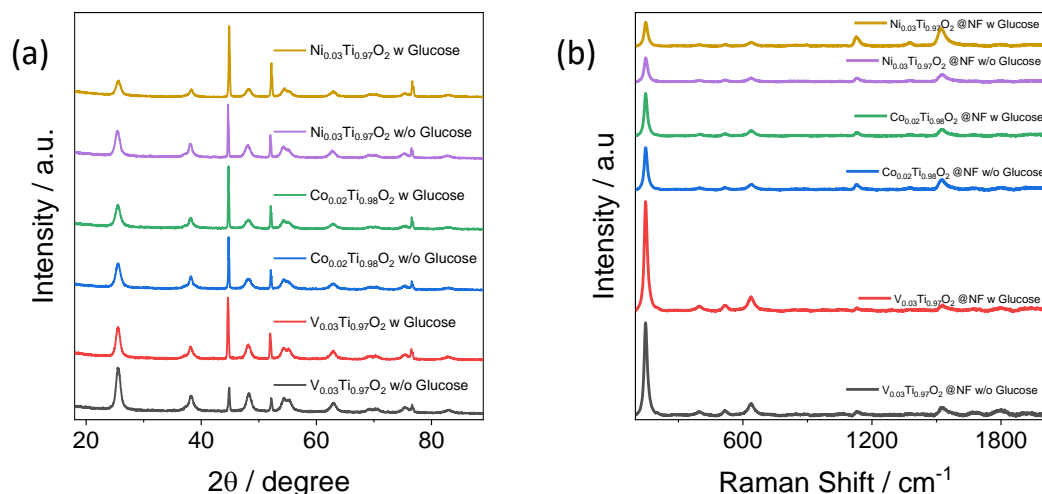 (a)
Intensity / a.u.
Ni0.03Ti0.97O2 w Glucose
Ni0.03Ti0.97O2 w/o Glucose
Co0.02Ti0.98O2 w Glucose
Co0.02Ti0.98O2 w/o Glucose
V0.03Ti0.97O2 w Glucose
V0.03Ti0.97O2 w/o Glucose
20 40 60 80
2θ / degree
(b)
Intensity / a.u
Ni0.03Ti0.97O2 @NF w Glucose
Ni0.03Ti0.97O2 @NF w/o Glucose
Co0.02Ti0.98O2 @NF w Glucose
Co0.02Ti0.98O2 @NF w/o Glucose
V0.03Ti0.97O2 @NF w Glucose
V0.03Ti0.97O2 @NF w/o Glucose
600 1200 1800
Raman Shift / cm-1